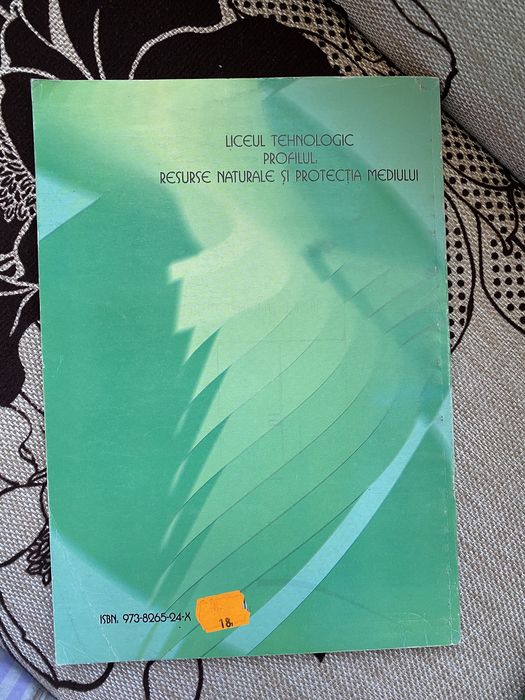 LICEUL TEHNOLOGIC
PROFILUL:
RESURSE NATURALE ȘI PROTECȚIA MEDIULUI
ISBN. 973-8265-24-X
18,